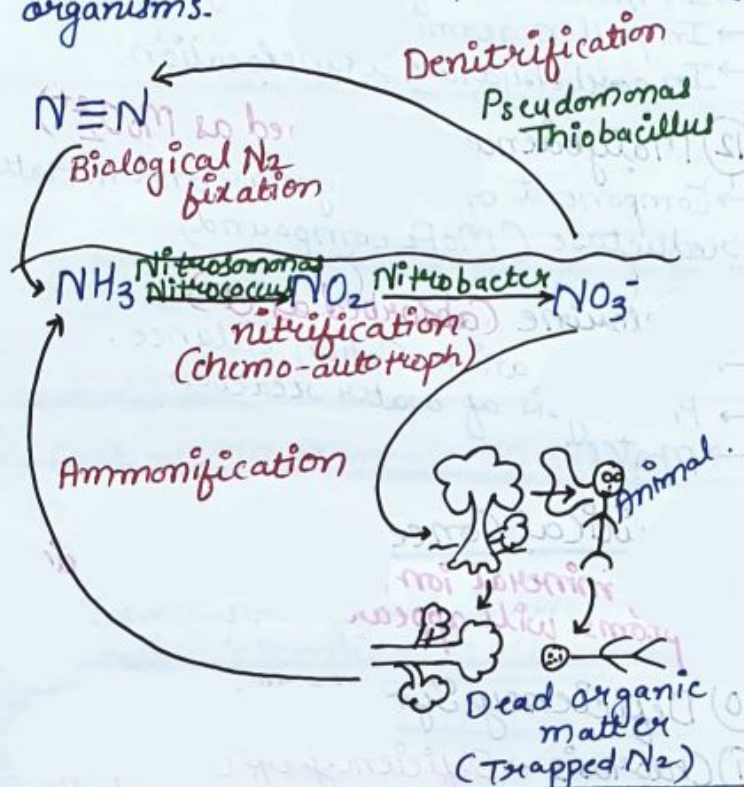 organisms.
Denitrification
Pseudomonas
Thiobacillus
N≡N
Biological N2
fixation
NH3 Nitrosomonas NO2 Nitrobacter NO3-
Nitrococcus
nitrification
(chemo-autotroph)
Ammonification
Animal.
Dead organic
matter
(Trapped N2)